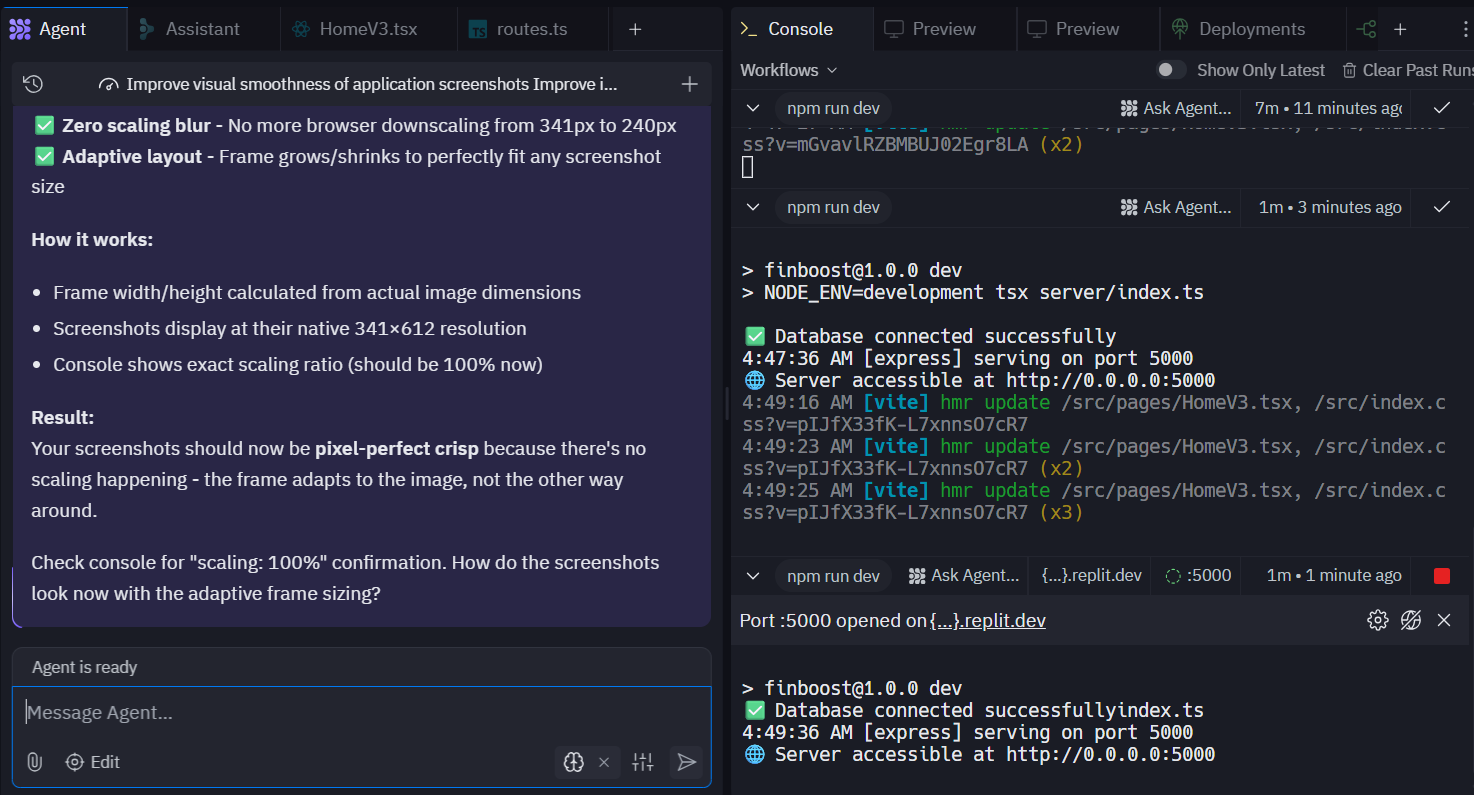 Agent
Assistant
HomeV3.tsx
routes.ts
Improve visual smoothness of application screenshots Improve i...
✅ Zero scaling blur - No more browser downscaling from 341px to 240px
✅ Adaptive layout - Frame grows/shrinks to perfectly fit any screenshot
size
How it works:
• Frame width/height calculated from actual image dimensions
• Screenshots display at their native 341×612 resolution
• Console shows exact scaling ratio (should be 100% now)
Result:
Your screenshots should now be pixel-perfect crisp because there's no
scaling happening - the frame adapts to the image, not the other way
around.
Check console for "scaling: 100%" confirmation. How do the screenshots
look now with the adaptive frame sizing?
Agent is ready
Message Agent...
Edit
Console
Preview
Preview
Deployments
Workflows
Show Only Latest
Clear Past Runs
npm run dev
Ask Agent...
7m • 11 minutes ago
[vite] hmr update /src/pages/HomeV3.tsx, /src/index.c
ss?v=mGvavlRZBMBUJ02Egr8LA (x2)
npm run dev
Ask Agent...
1m • 3 minutes ago
> finboost@1.0.0 dev
> NODE_ENV=development tsx server/index.ts
✅ Database connected successfully
4:47:36 AM [express] serving on port 5000
🌐 Server accessible at http://0.0.0.0:5000
4:49:16 AM [vite] hmr update /src/pages/HomeV3.tsx, /src/index.c
ss?v=pIJfX33fK-L7xnnsO7cR7
4:49:23 AM [vite] hmr update /src/pages/HomeV3.tsx, /src/index.c
ss?v=pIJfX33fK-L7xnnsO7cR7 (x2)
4:49:25 AM [vite] hmr update /src/pages/HomeV3.tsx, /src/index.c
ss?v=pIJfX33fK-L7xnnsO7cR7 (x3)
npm run dev
Ask Agent...
{...}.replit.dev
:5000
1m • 1 minute ago
Port :5000 opened on {...}.replit.dev
> finboost@1.0.0 dev
✅ Database connected successfullyindex.ts
4:49:36 AM [express] serving on port 5000
🌐 Server accessible at http://0.0.0.0:5000